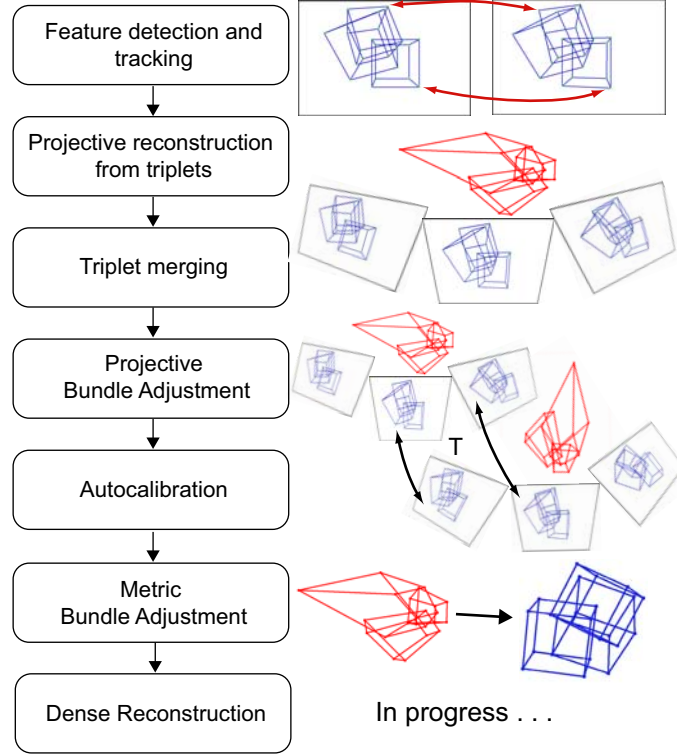 Feature detection and
tracking
Projective reconstruction
from triplets
Triplet merging
Projective
Bundle Adjustment
T
Autocalibration
Metric
Bundle Adjustment
Dense Reconstruction
In progress . . .